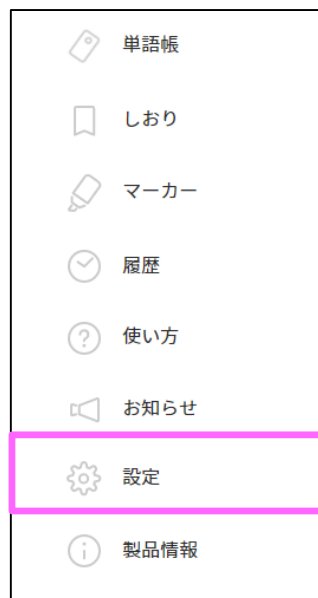 単語帳
しおり
マーカー
履歴
使い方
お知らせ
設定
製品情報